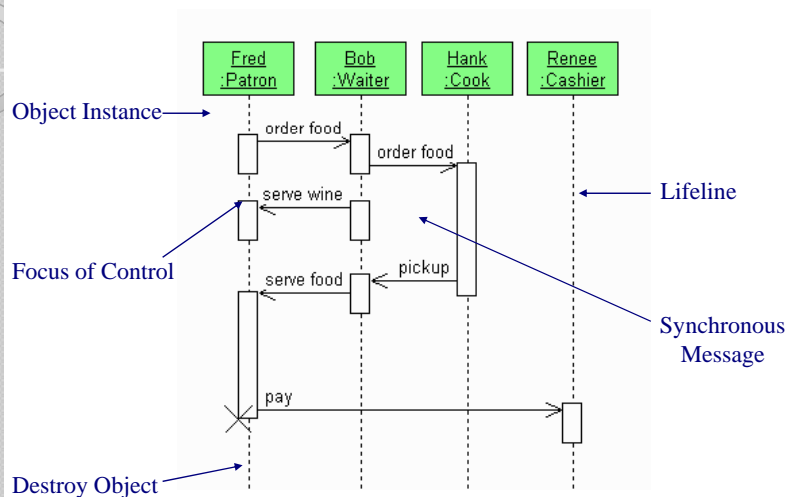 Fred
:Patron
Bob
:Waiter
Hank
:Cook
Renee
:Cashier
Object Instance
order food
order food
serve wine
Lifeline
Focus of Control
pickup
serve food
Synchronous
Message
pay
Destroy Object